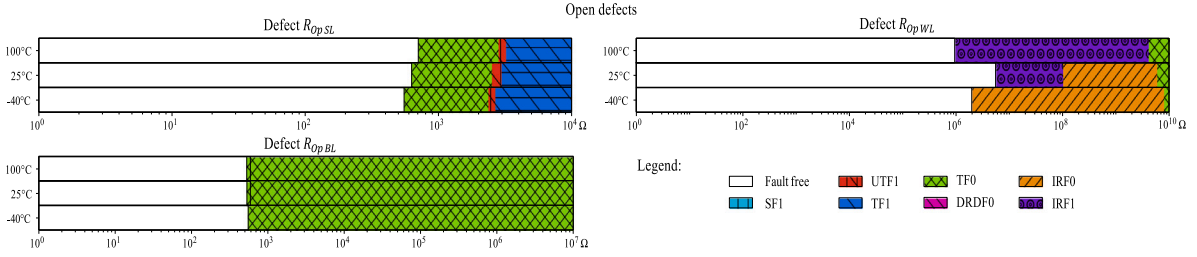 Open defects
Defect R_{Op SL}
100°C
25°C
-40°C
10^0 10^1 10^2 10^3 10^4 Ω
Defect R_{Op WL}
100°C
25°C
-40°C
10^0 10^2 10^4 10^6 10^8 10^10 Ω
Defect R_{Op BL}
100°C
25°C
-40°C
10^0 10^1 10^2 10^3 10^4 10^5 10^6 10^7 Ω
Legend:
Fault free UTF1 TF0 IRF0
SF1 TF1 DRDF0 IRF1